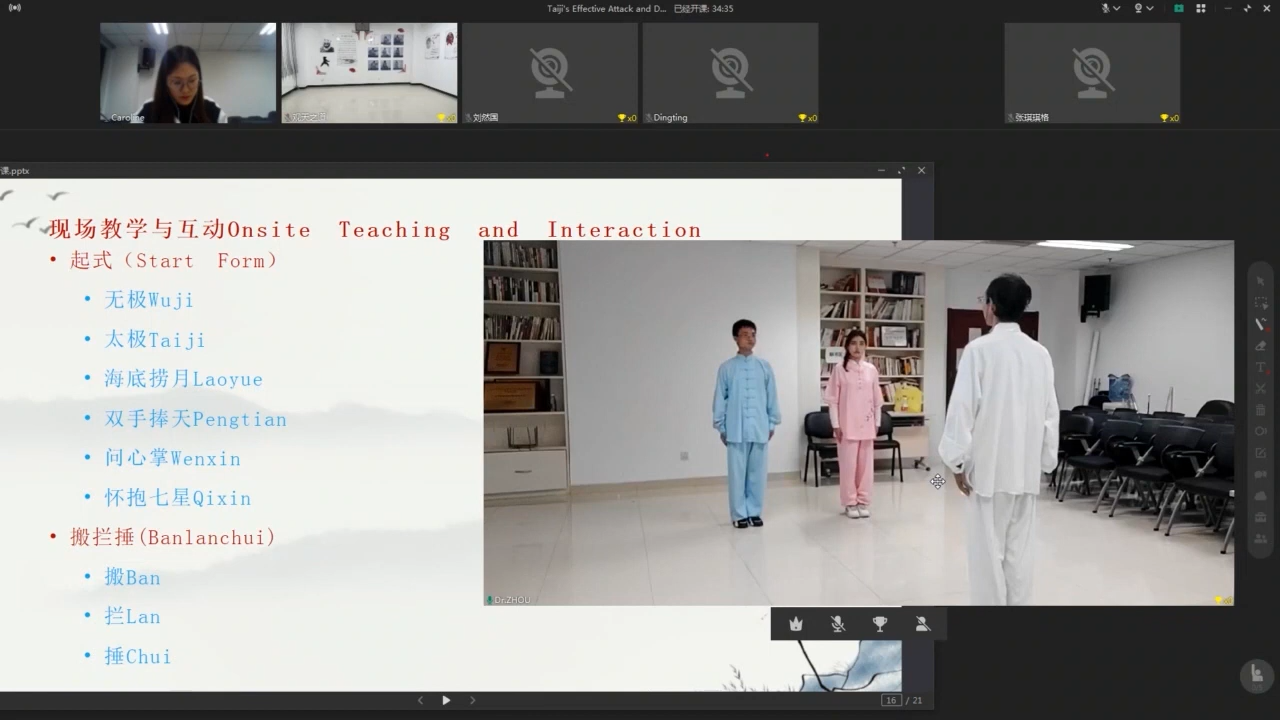 Taiji's Effective Attack and D... 已经开课: 34:35
Caroline
x0
刘然国
x0
Dingting
x0
张琪琪格
x0
课.pptx
现场教学与互动Onsite Teaching and Interaction
• 起式（Start Form）
• 无极Wuji
• 太极Taiji
• 海底捞月Laoyue
• 双手捧天Pengtian
• 问心掌Wenxin
• 怀抱七星Qixin
• 搬拦捶(Banlanchui)
• 搬Ban
• 拦Lan
• 捶Chui
Dr.ZHOU
16 / 21